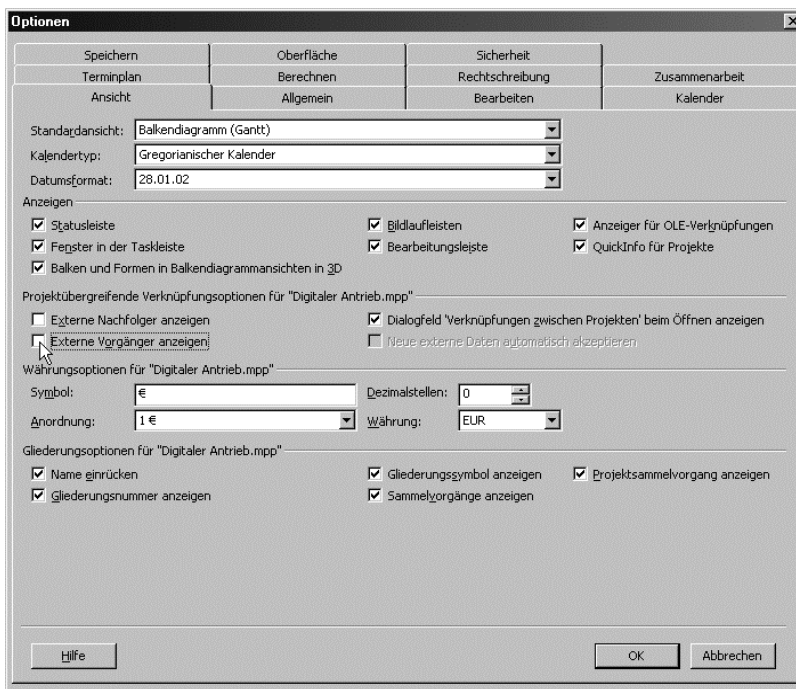 Optionen
Speichern Oberfläche Sicherheit
Terminplan Berechnen Rechtschreibung Zusammenarbeit
Ansicht Allgemein Bearbeiten Kalender
Standardansicht: Balkendiagramm (Gantt)
Kalendertyp: Gregorianischer Kalender
Datumsformat: 28.01.02
Anzeigen
Statusleiste Bildlaufleisten Anzeiger für OLE-Verknüpfungen
Fenster in der Taskleiste Bearbeitungsleiste QuickInfo für Projekte
Balken und Formen in Balkendiagrammansichten in 3D
Projektübergreifende Verknüpfungsoptionen für "Digitaler Antrieb.mpp"
Externe Nachfolger anzeigen Dialogfeld 'Verknüpfungen zwischen Projekten' beim Öffnen anzeigen
Externe Vorgänger anzeigen Neue externe Daten automatisch akzeptieren
Währungsoptionen für "Digitaler Antrieb.mpp"
Symbol: € Dezimalstellen: 0
Anordnung: 1 € Währung: EUR
Gliederungsoptionen für "Digitaler Antrieb.mpp"
Name einrücken Gliederungssymbol anzeigen Projektsammelvorgang anzeigen
Gliederungsnummer anzeigen Sammelvorgänge anzeigen
Hilfe OK Abbrechen